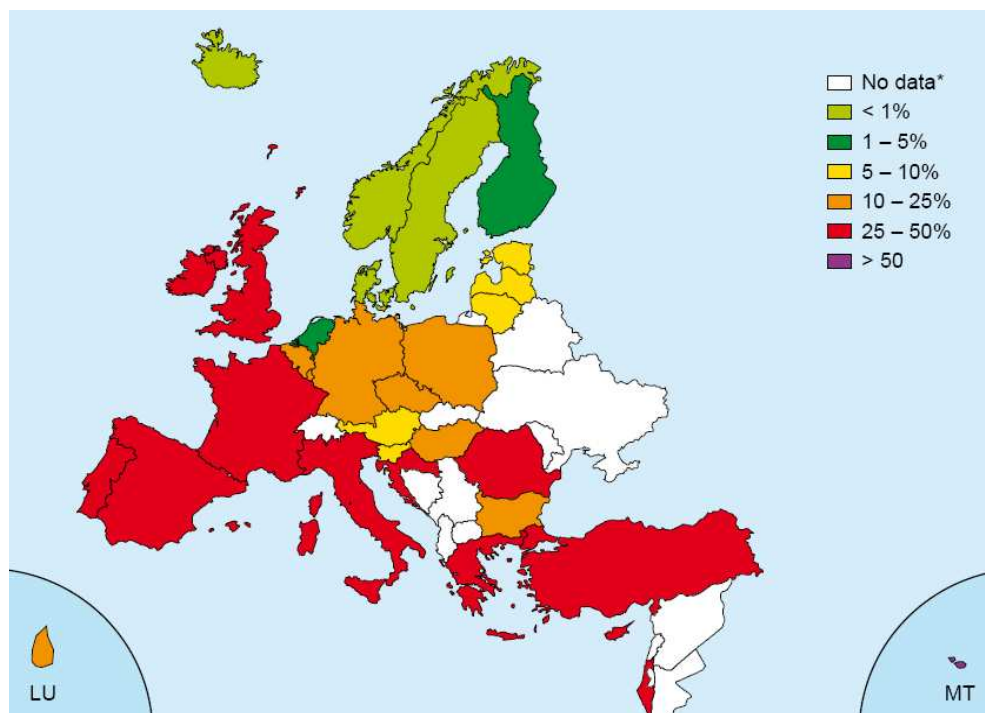 No data*
< 1%
1 – 5%
5 – 10%
10 – 25%
25 – 50%
> 50
LU
MT